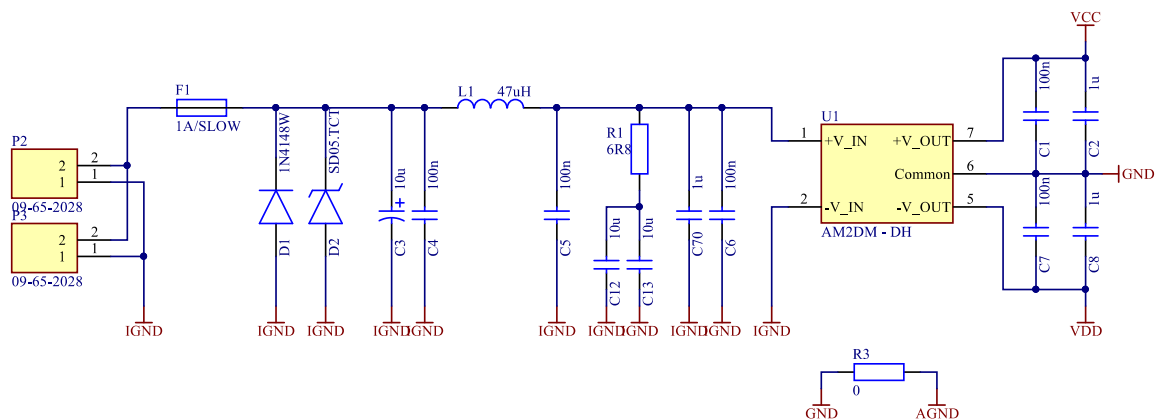 P2
2
1
2
1
09-65-2028
P3
2
1
2
1
09-65-2028
IGND
F1
1A/SLOW
1N4148W
D1
IGND
SD05.TCT
D2
IGND
10u
+
C3
IGND
100n
C4
IGND
L1 47uH
100n
C5
IGND
R1
6R8
10u
C12
IGND
10u
C13
IGND
1u
C70
IGND
100n
C6
IGND
IGND
U1
1 +V_IN
2 -V_IN
+V_OUT 7
Common 6
-V_OUT 5
AM2DM - DH
VCC
100n
C1
1u
C2
GND
100n
C7
1u
C8
VDD
R3
0
GND
AGND